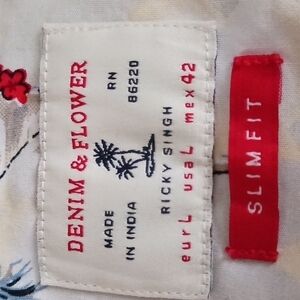 DENIM & FLOWER
RN
86220
MADE
IN INDIA
RICKY SINGH
eurL usaL mex42
SLIMFIT